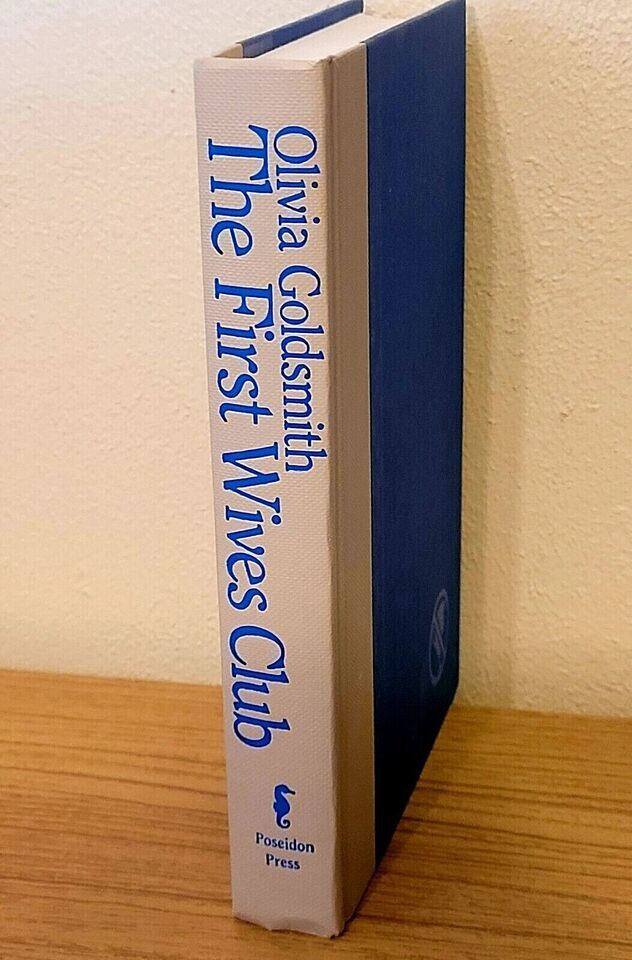 Olivia Goldsmith
The First Wives Club
Poseidon
Press